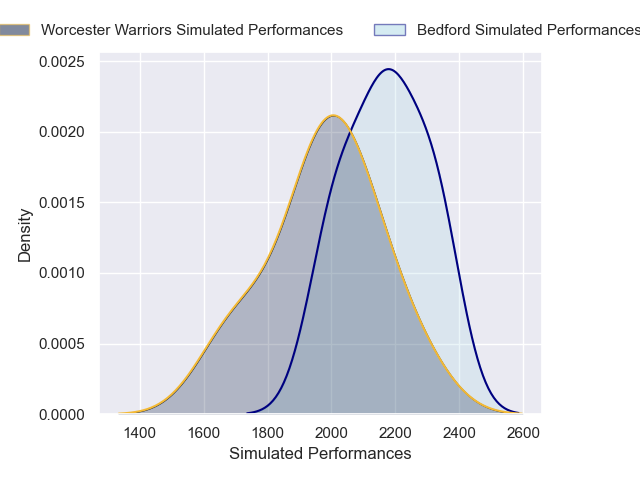 Worcester Warriors Simulated Performances
Bedford Simulated Performances
0.0025
0.0020
0.0015
0.0010
0.0005
0.0000
Density
1400 1600 1800 2000 2200 2400 2600
Simulated Performances